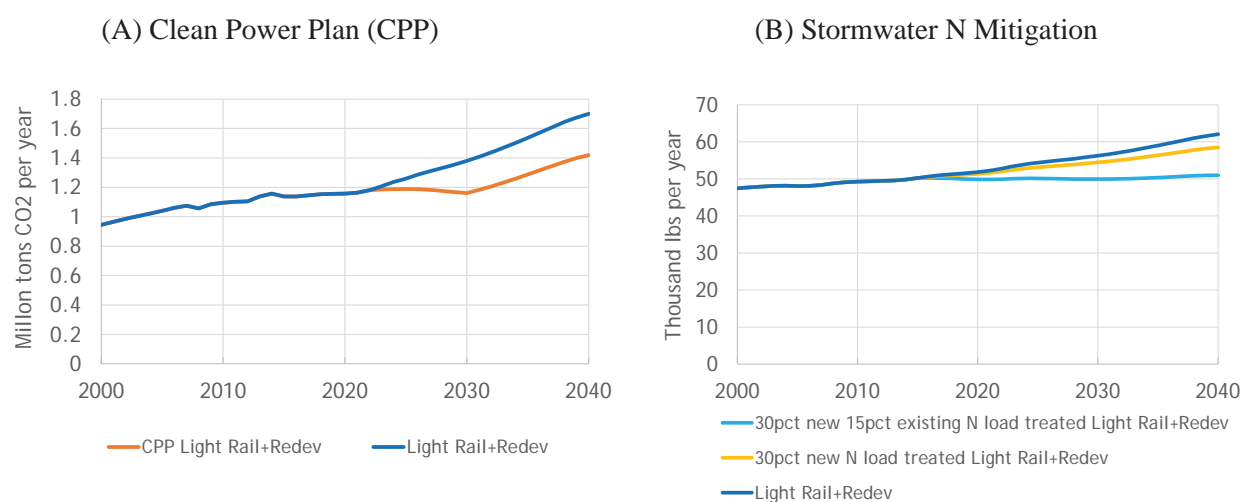 (A) Clean Power Plan (CPP)
Million tons CO2 per year
1.8
1.6
1.4
1.2
1
0.8
0.6
0.4
0.2
0
2000 2010 2020 2030 2040
CPP Light Rail+Redev Light Rail+Redev
(B) Stormwater N Mitigation
Thousand lbs per year
70
60
50
40
30
20
10
0
2000 2010 2020 2030 2040
30pct new 15pct existing N load treated Light Rail+Redev
30pct new N load treated Light Rail+Redev
Light Rail+Redev